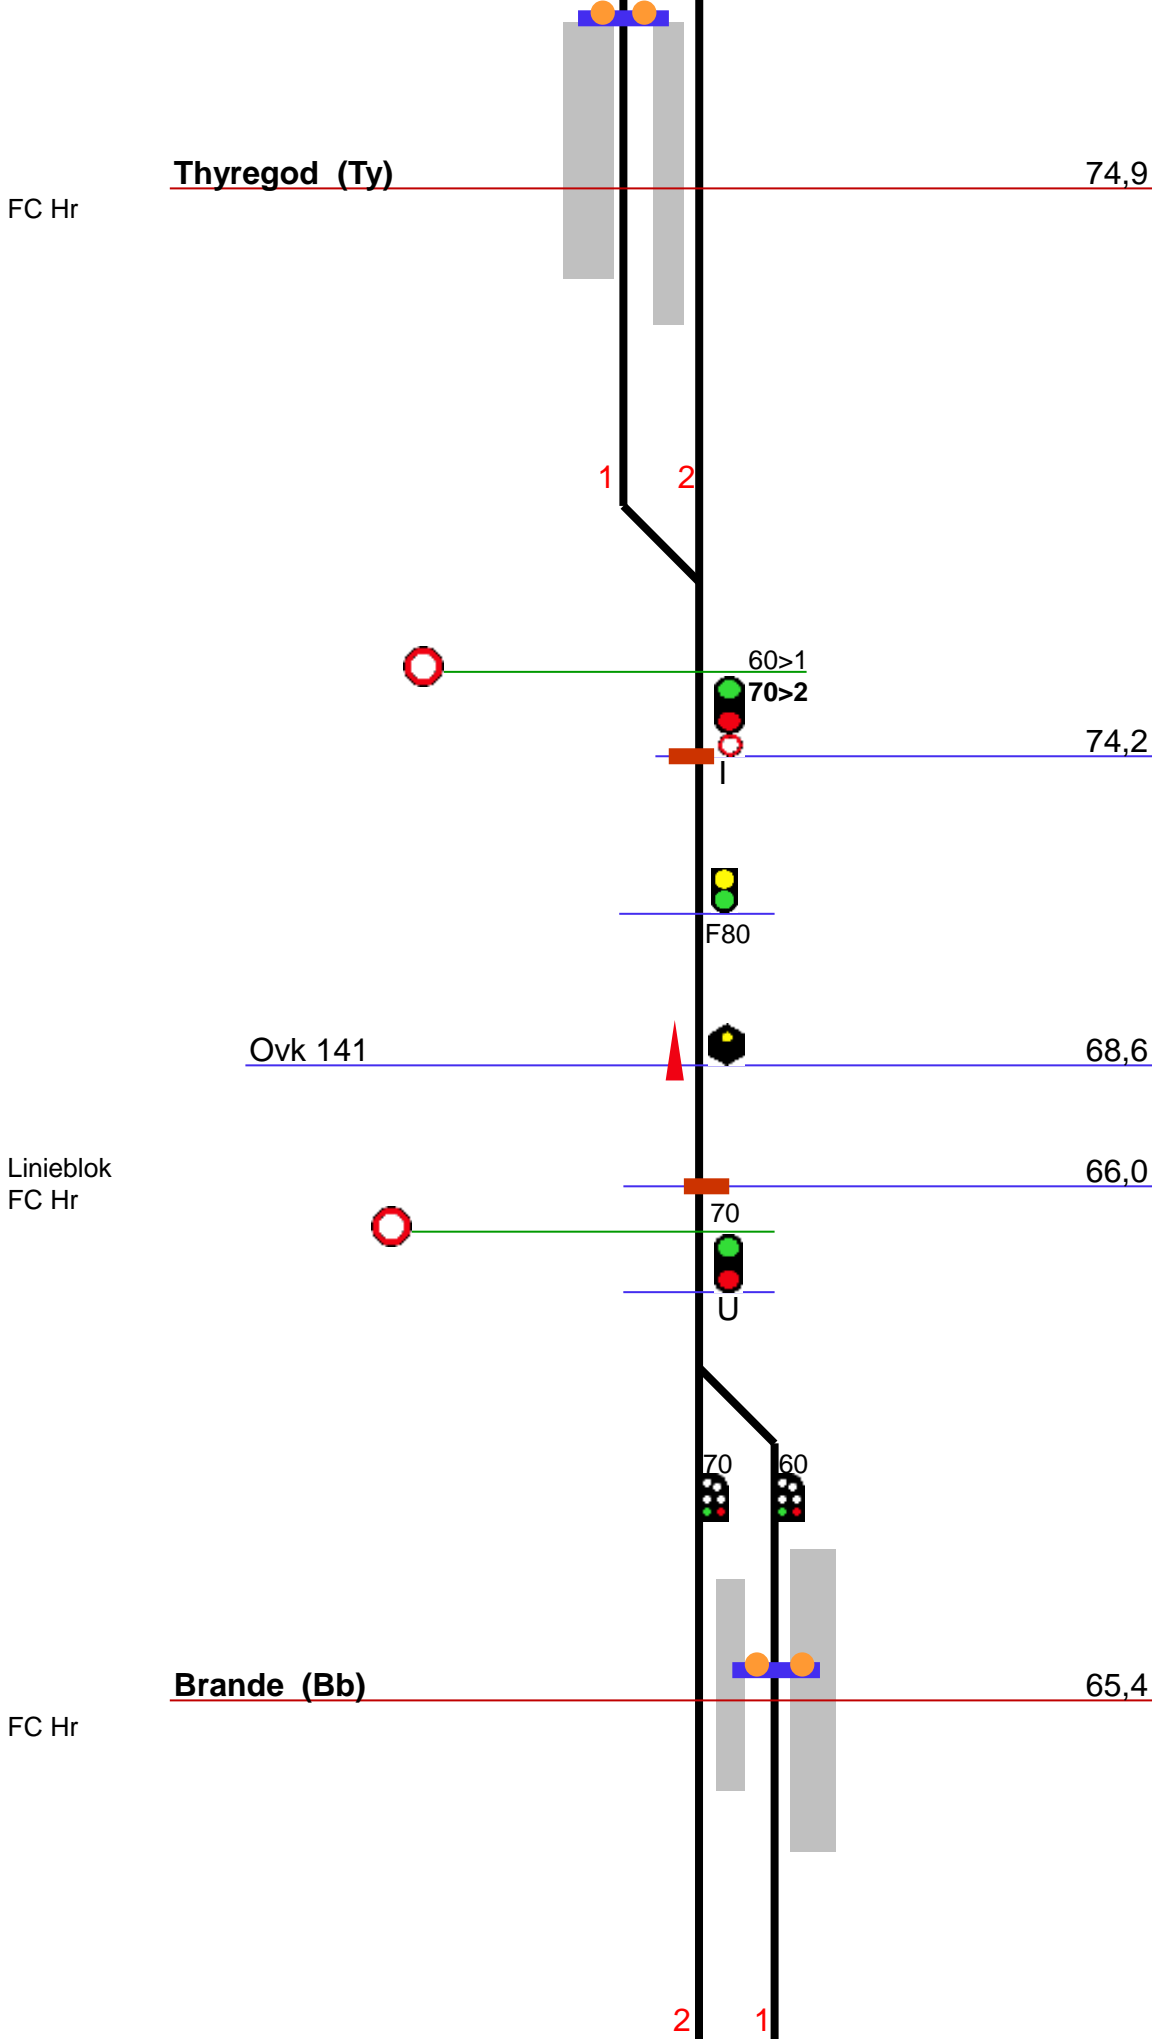 Thyregod (Ty) 74,9
FC Hr
1 2
60>1
70>2
74,2
I
F80
Ovk 141 68,6
Linieblok 66,0
FC Hr
70
U
70 60
Brande (Bb) 65,4
FC Hr
2 1